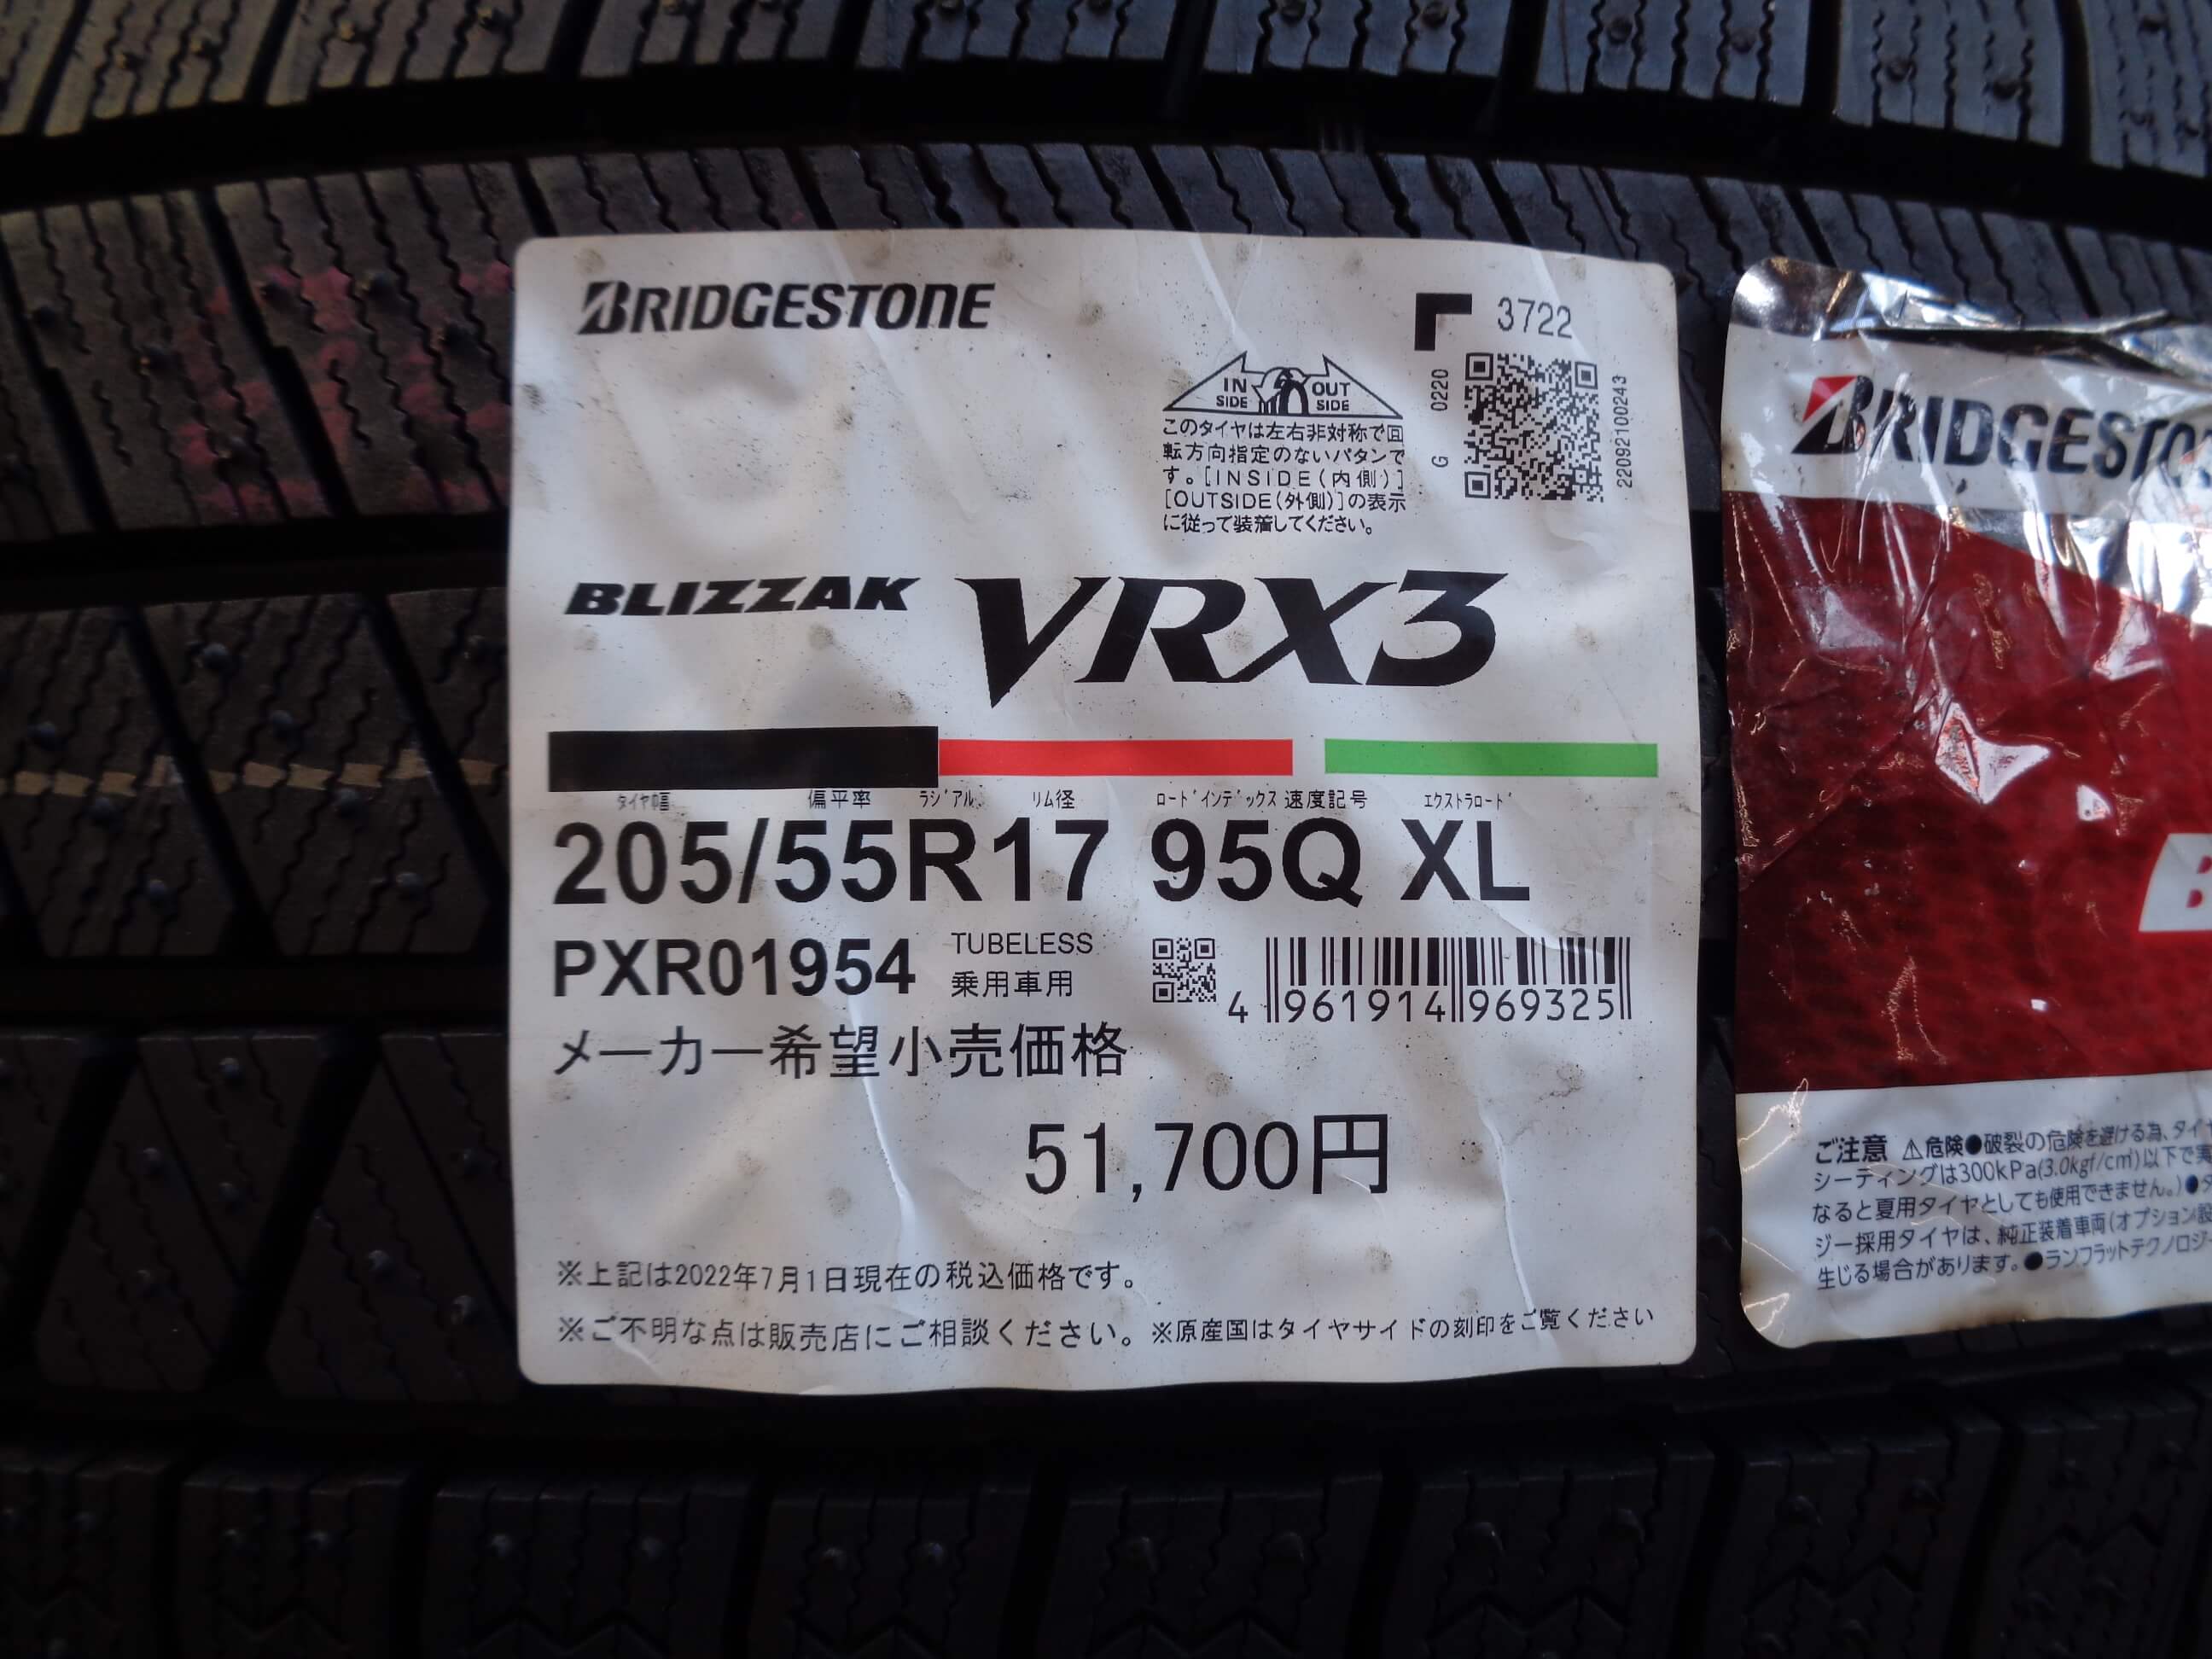 BRIDGESTONE
3722
IN SIDE OUT SIDE
0220
G
2209210024​3
このタイヤは左右非対称で回
転方向指定のないパタンで
す。[INSIDE(内側)]
[OUTSIDE(外側)]の表示
に従って装着してください。
BLIZZAK VRX3
タイヤ巾 偏平率 ラジアル リム径 ロードインデックス 速度記号 エクストラロード
205/55R17 95Q XL
PXR01954 TUBELESS
乗用車用
4 961914 969325
メーカー希望小売価格
51,700円
※上記は2022年7月1日現在の税込価格です。
※ご不明な点は販売店にご相談ください。※原産国はタイヤサイドの刻印をご覧ください
BRIDGESTO
B
ご注意 ⚠危険●破裂の危険を避ける為、タイヤ
シーティングは300kPa(3.0kgf/c㎡)以下で実
なると夏用タイヤとしても使用できません。)●タ
ジー採用タイヤは、純正装着車両(オプション設
生じる場合があります。●ランフラットテクノロジー